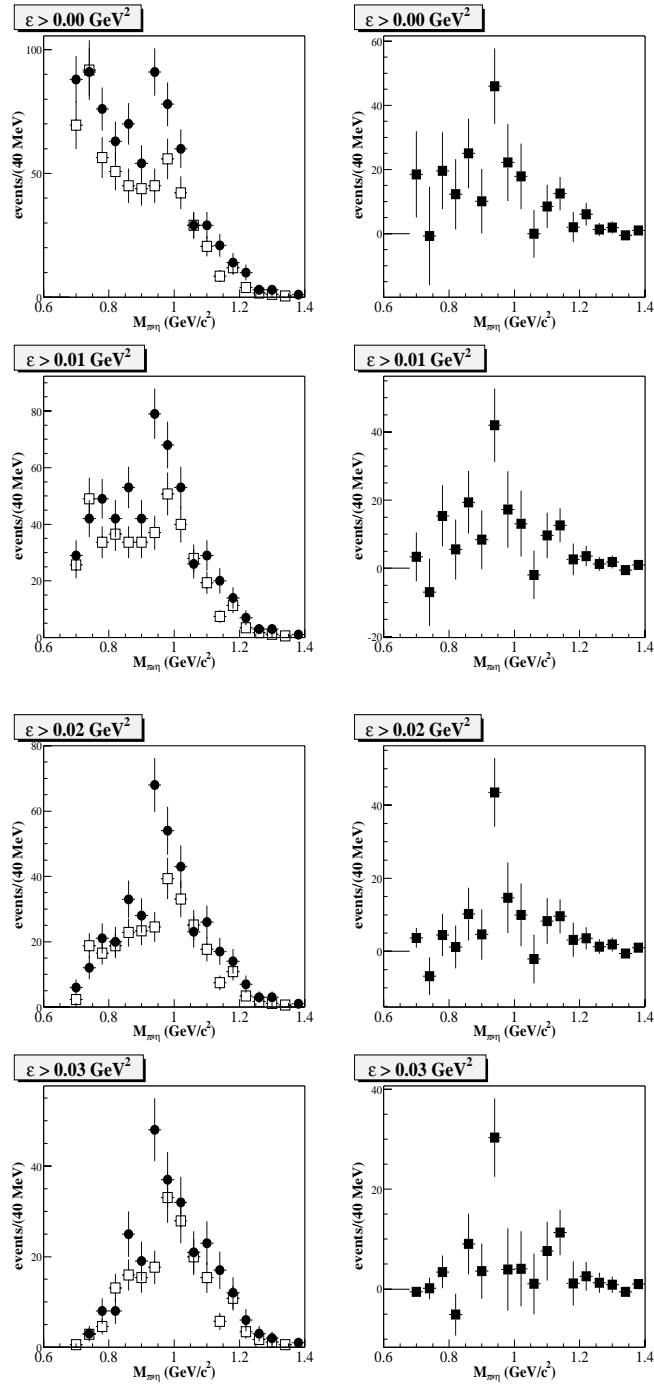 ε > 0.00 GeV²
events/(40 MeV)
100
50
0
0.6 0.8 1 1.2 1.4
M_π⁰η (GeV/c²)
ε > 0.00 GeV²
events/(40 MeV)
60
40
20
0
0.6 0.8 1 1.2 1.4
M_π⁰η (GeV/c²)
ε > 0.01 GeV²
events/(40 MeV)
80
60
40
20
0
0.6 0.8 1 1.2 1.4
M_π⁰η (GeV/c²)
ε > 0.01 GeV²
events/(40 MeV)
40
20
0
-20
0.6 0.8 1 1.2 1.4
M_π⁰η (GeV/c²)
ε > 0.02 GeV²
events/(40 MeV)
80
60
40
20
0
0.6 0.8 1 1.2 1.4
M_π⁰η (GeV/c²)
ε > 0.02 GeV²
events/(40 MeV)
40
20
0
0.6 0.8 1 1.2 1.4
M_π⁰η (GeV/c²)
ε > 0.03 GeV²
events/(40 MeV)
40
20
0
0.6 0.8 1 1.2 1.4
M_π⁰η (GeV/c²)
ε > 0.03 GeV²
events/(40 MeV)
40
20
0
0.6 0.8 1 1.2 1.4
M_π⁰η (GeV/c²)